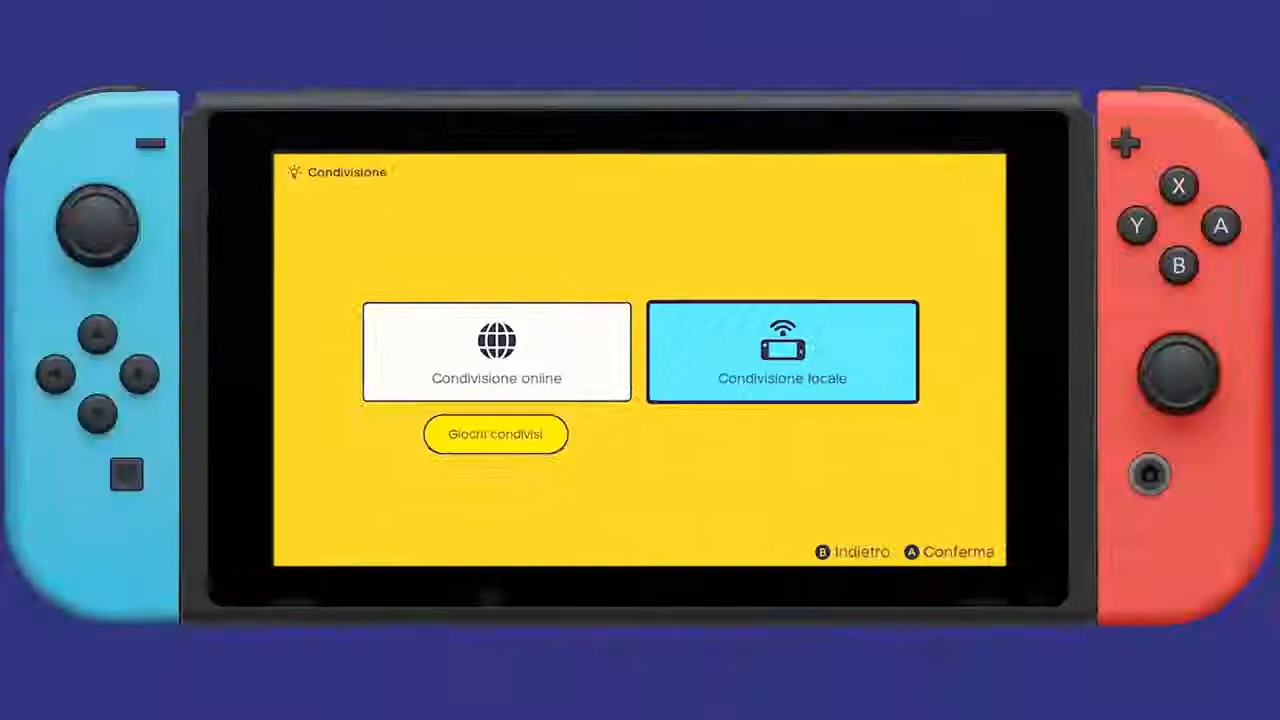 Condivisione
X
Y
A
B
Condivisione online
Condivisione locale
Giochi condivisi
B Indietro A Conferma